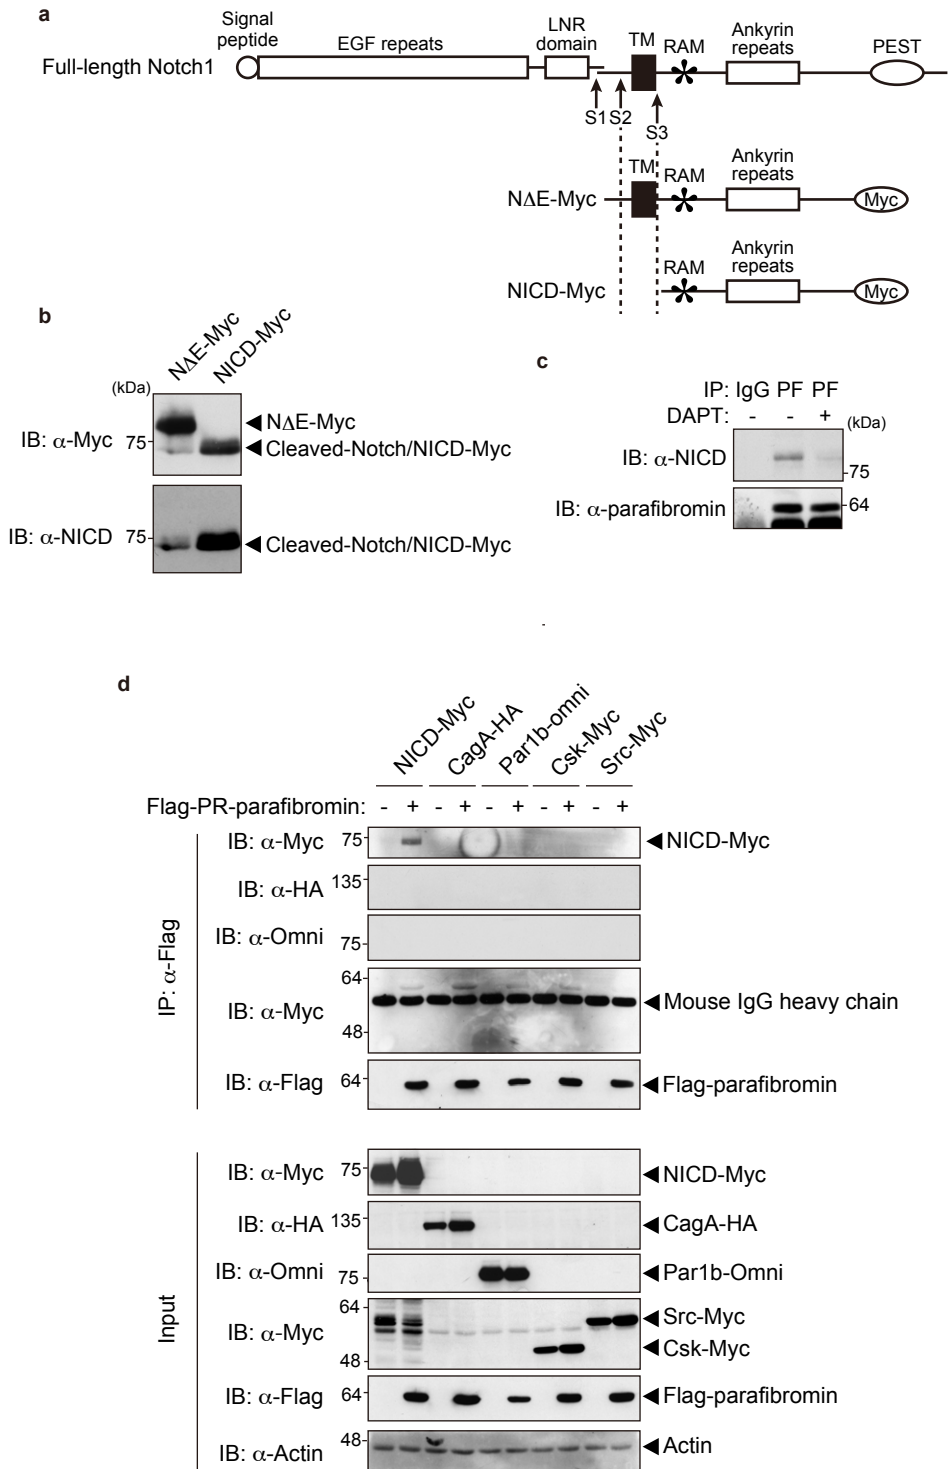 a
Signal
peptide
EGF repeats
LNR
domain
TM
RAM
Ankyrin
repeats
PEST
Full-length Notch1
S1
S2
S3
TM
RAM
Ankyrin
repeats
NΔE-Myc
Myc
RAM
Ankyrin
repeats
NICD-Myc
Myc
b
NΔE-Myc
NICD-Myc
(kDa)
IB: α-Myc
75
NΔE-Myc
Cleaved-Notch/NICD-Myc
IB: α-NICD
75
Cleaved-Notch/NICD-Myc
c
IP: IgG PF PF
DAPT: - - +
(kDa)
IB: α-NICD
75
IB: α-parafibromin
64
d
NICD-Myc
CagA-HA
Par1b-omni
Csk-Myc
Src-Myc
Flag-PR-parafibromin: - + - + - + - + - +
IP: α-Flag
IB: α-Myc 75 NICD-Myc
IB: α-HA 135
IB: α-Omni 75
IB: α-Myc 64 48 Mouse IgG heavy chain
IB: α-Flag 64 Flag-parafibromin
Input
IB: α-Myc 75 NICD-Myc
IB: α-HA 135 CagA-HA
IB: α-Omni 75 Par1b-Omni
IB: α-Myc 64 48 Src-Myc
Csk-Myc
IB: α-Flag 64 Flag-parafibromin
IB: α-Actin 48 Actin